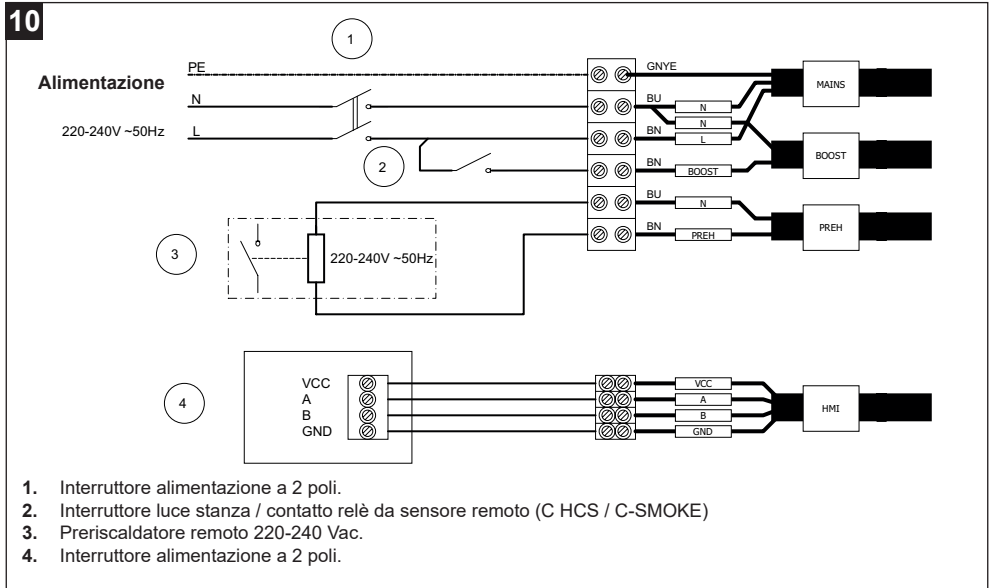 10
1
Alimentazione
PE
GNYE
MAINS
N
BU
N
N
220-240V ~50Hz
L
BN
L
2
BN
BOOST
BOOST
BU
N
3
220-240V ~50Hz
BN
PREH
PREH
4
VCC
VCC
A
A
HMI
B
B
GND
GND
1. Interruttore alimentazione a 2 poli.
2. Interruttore luce stanza / contatto relè da sensore remoto (C HCS / C-SMOKE)
3. Preriscaldatore remoto 220-240 Vac.
4. Interruttore alimentazione a 2 poli.